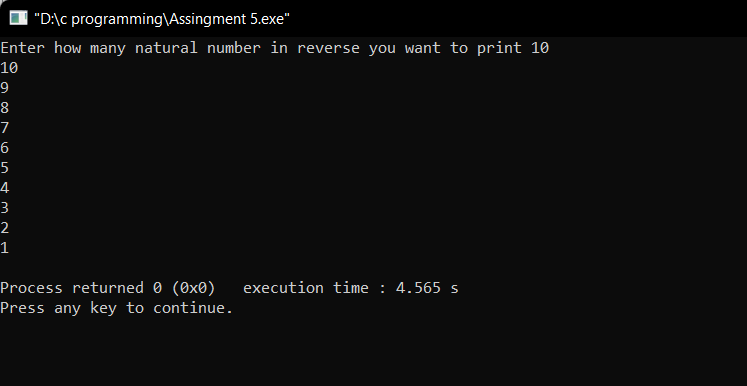 "D:\c programming\Assingment 5.exe"
Enter how many natural number in reverse you want to print 10
10
9
8
7
6
5
4
3
2
1
Process returned 0 (0x0)   execution time : 4.565 s
Press any key to continue.